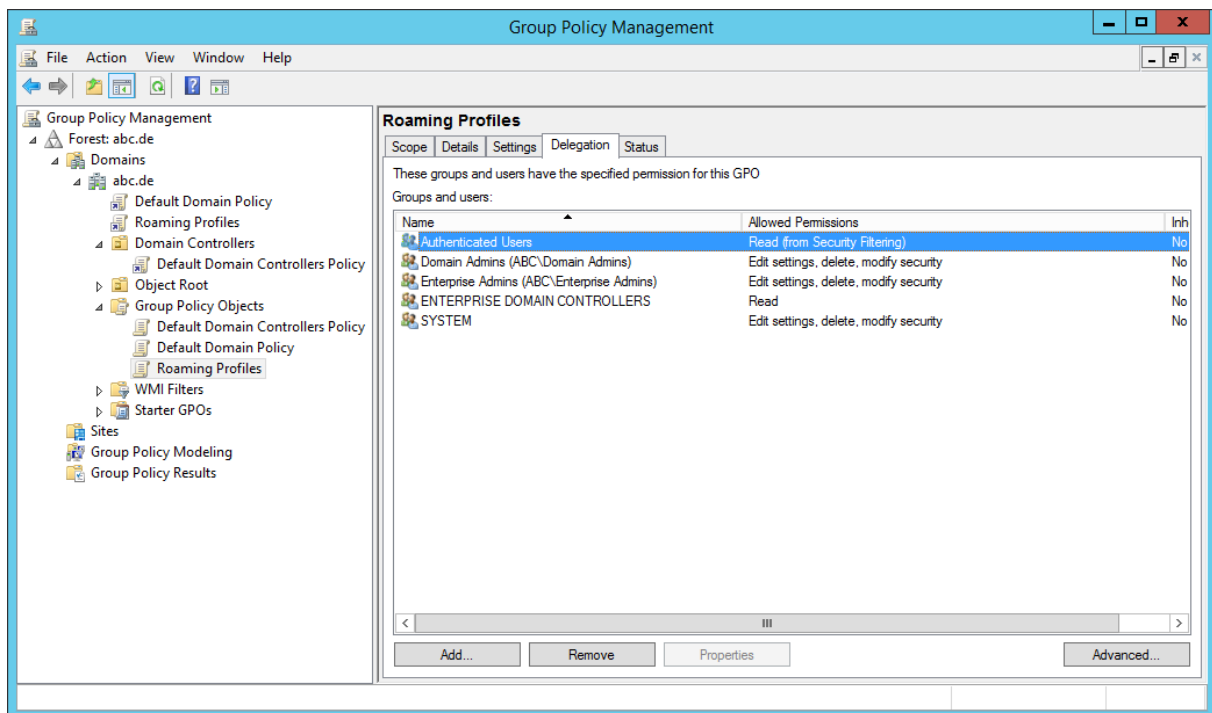 Group Policy Management
File Action View Window Help
Group Policy Management
Forest: abc.de
Domains
abc.de
Default Domain Policy
Roaming Profiles
Domain Controllers
Default Domain Controllers Policy
Object Root
Group Policy Objects
Default Domain Controllers Policy
Default Domain Policy
Roaming Profiles
WMI Filters
Starter GPOs
Sites
Group Policy Modeling
Group Policy Results
Roaming Profiles
Scope Details Settings Delegation Status
These groups and users have the specified permission for this GPO
Groups and users:
Name Allowed Permissions Inh
Authenticated Users Read (from Security Filtering) No
Domain Admins (ABC\Domain Admins) Edit settings, delete, modify security No
Enterprise Admins (ABC\Enterprise Admins) Edit settings, delete, modify security No
ENTERPRISE DOMAIN CONTROLLERS Read No
SYSTEM Edit settings, delete, modify security No
Add... Remove Properties Advanced...